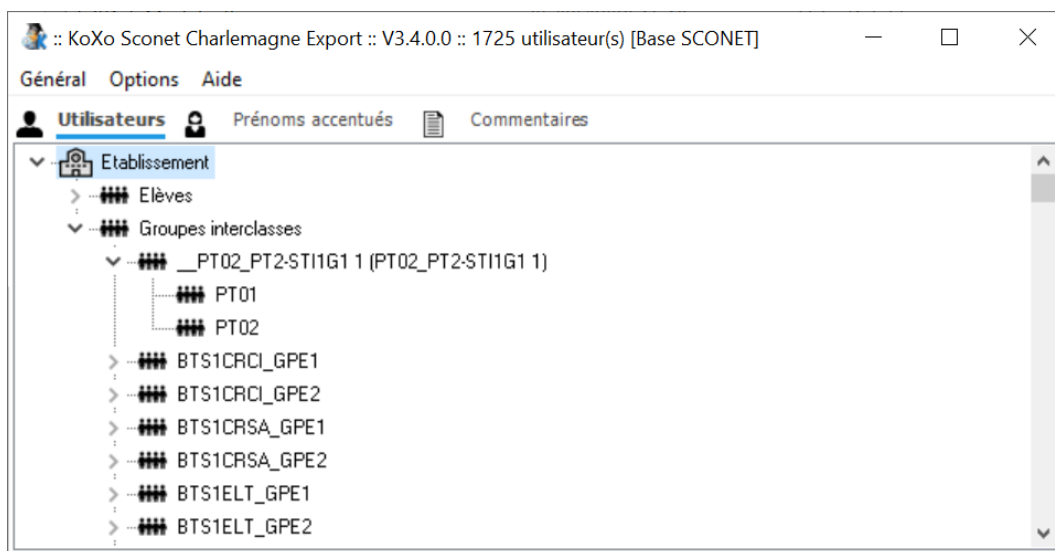 :: KoXo Sconet Charlemagne Export :: V3.4.0.0 :: 1725 utilisateur(s) [Base SCONET]
Général Options Aide
Utilisateurs Prénoms accentués Commentaires
Etablissement
Elèves
Groupes interclasses
__PT02_PT2-STI1G1 1 (PT02_PT2-STI1G1 1)
PT01
PT02
BTS1CRCI_GPE1
BTS1CRCI_GPE2
BTS1CRSA_GPE1
BTS1CRSA_GPE2
BTS1ELT_GPE1
BTS1ELT_GPE2